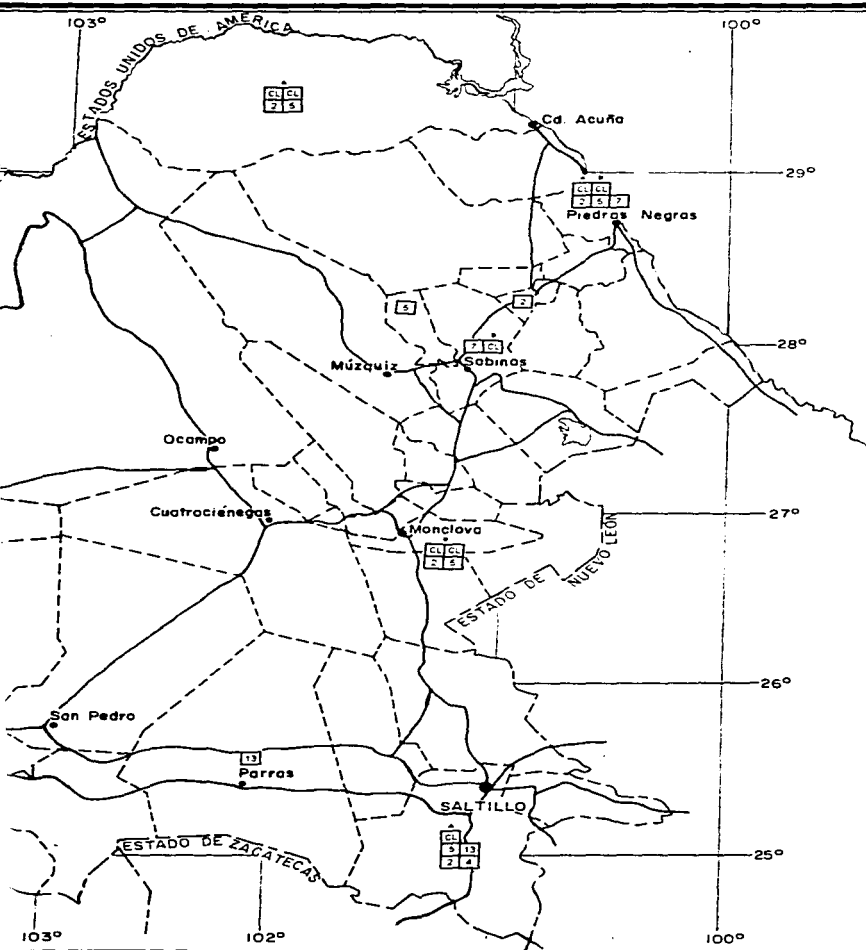 103°
100°
ESTADOS UNIDOS DE AMERICA
CL CL
2 5
Cd. Acuña
29°
CL CL
2 5 7
Piedras Negras
5
2
28°
7 CL
Múzquiz
Sabinas
Ocampo
Cuatrociénegas
27°
Monclova
CL CL
2 5
ESTADO DE NUEVO LEÓN
26°
San Pedro
13
Parras
SALTILLO
CL
5 13
2 4
ESTADO DE ZACATECAS
25°
103°
102°
100°